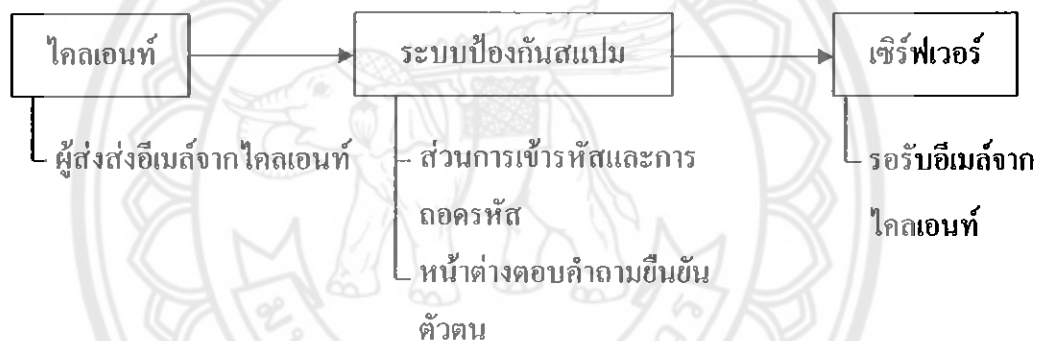 ไคลเอนท์
ระบบป้องกันสแปม
เซิร์ฟเวอร์
ผู้ส่งส่งอีเมล์จากไคลเอนท์
ส่วนการเข้ารหัสและการ
ถอดรหัส
หน้าต่างตอบคำถามยืนยัน
ตัวตน
รอรับอีเมล์จาก
ไคลเอนท์